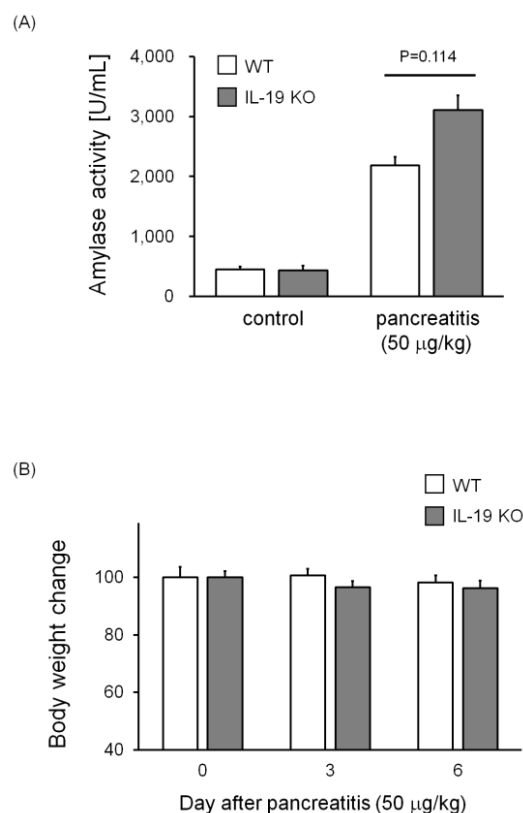 (A)
Amylase activity [U/mL]
4,000
3,000
2,000
1,000
0
WT
IL-19 KO
P=0.114
control
pancreatitis
(50 μg/kg)
(B)
WT
IL-19 KO
Body weight change
100
80
60
40
0
3
6
Day after pancreatitis (50 μg/kg)